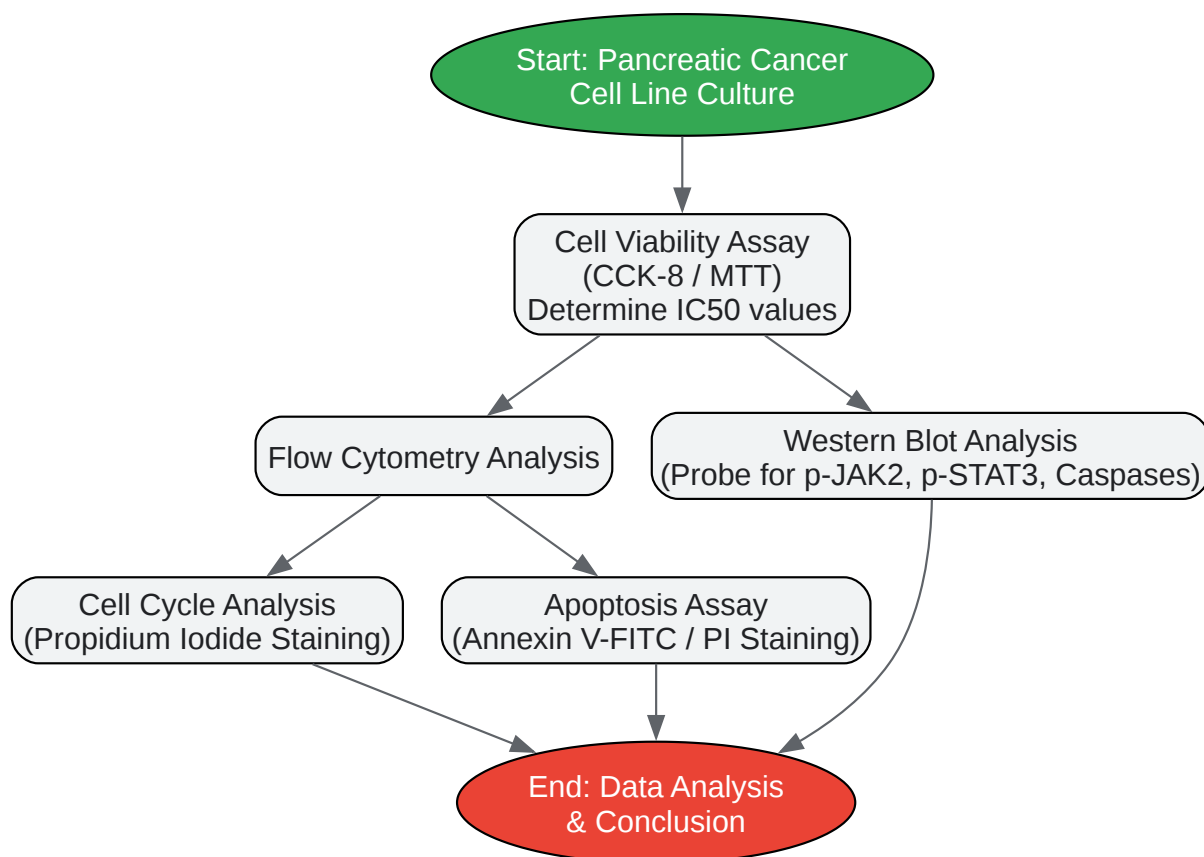 Start: Pancreatic Cancer
Cell Line Culture
Cell Viability Assay
(CCK-8 / MTT)
Determine IC50 values
Flow Cytometry Analysis
Western Blot Analysis
(Probe for p-JAK2, p-STAT3, Caspases)
Cell Cycle Analysis
(Propidium Iodide Staining)
Apoptosis Assay
(Annexin V-FITC / PI Staining)
End: Data Analysis
& Conclusion